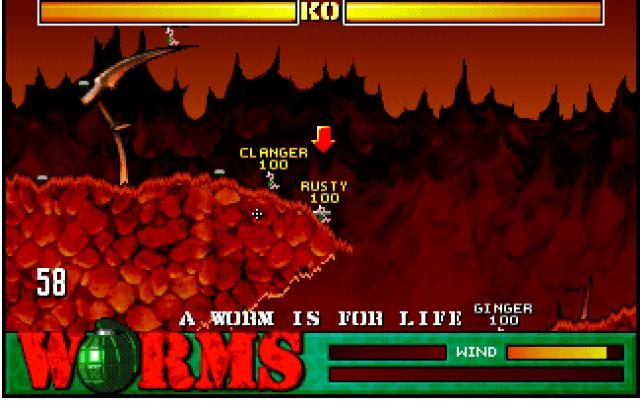 KO
CLANGER
100
RUSTY
100
58
A WORM IS FOR LIFE
GINGER
100
WORMS
WIND